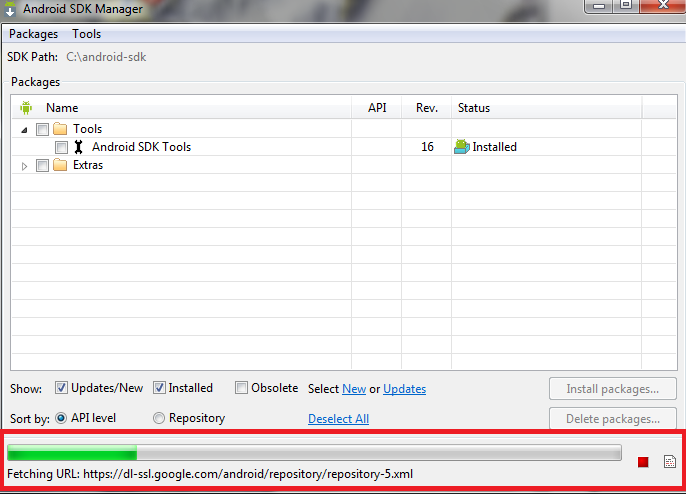 Android SDK Manager
Packages Tools
SDK Path: C:\android-sdk
Packages
Name API Rev. Status
Tools
Android SDK Tools 16 Installed
Extras
Show: Updates/New Installed Obsolete Select New or Updates Install packages...
Sort by: API level Repository Deselect All Delete packages...
Fetching URL: https://dl-ssl.google.com/android/repository/repository-5.xml